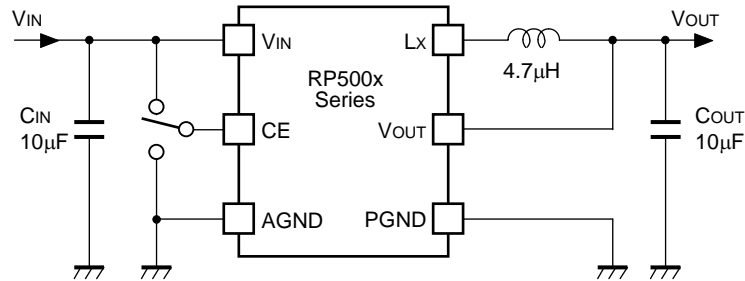 VIN
VOUT
VIN
LX
RP500x
Series
4.7μH
CIN
10μF
CE
VOUT
COUT
10μF
AGND
PGND